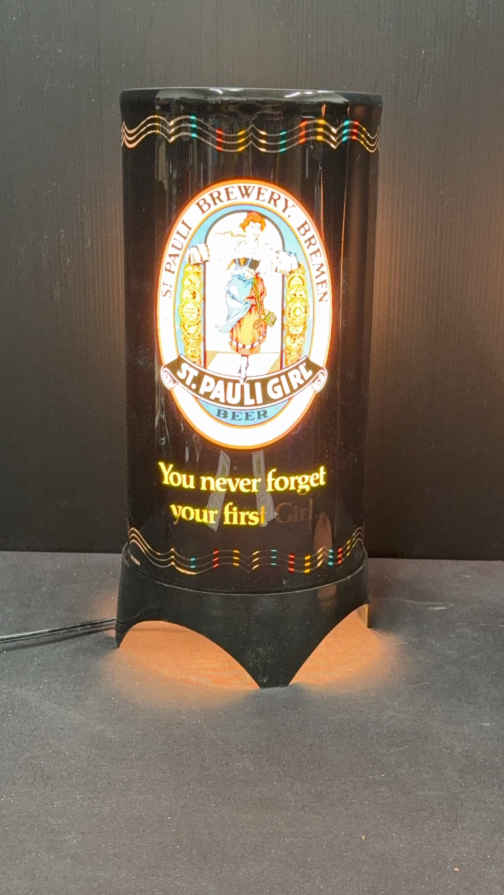 ST. PAULI BREWERY, BREMEN
ST. PAULI GIRL
BEER
You never forget
your first Girl.